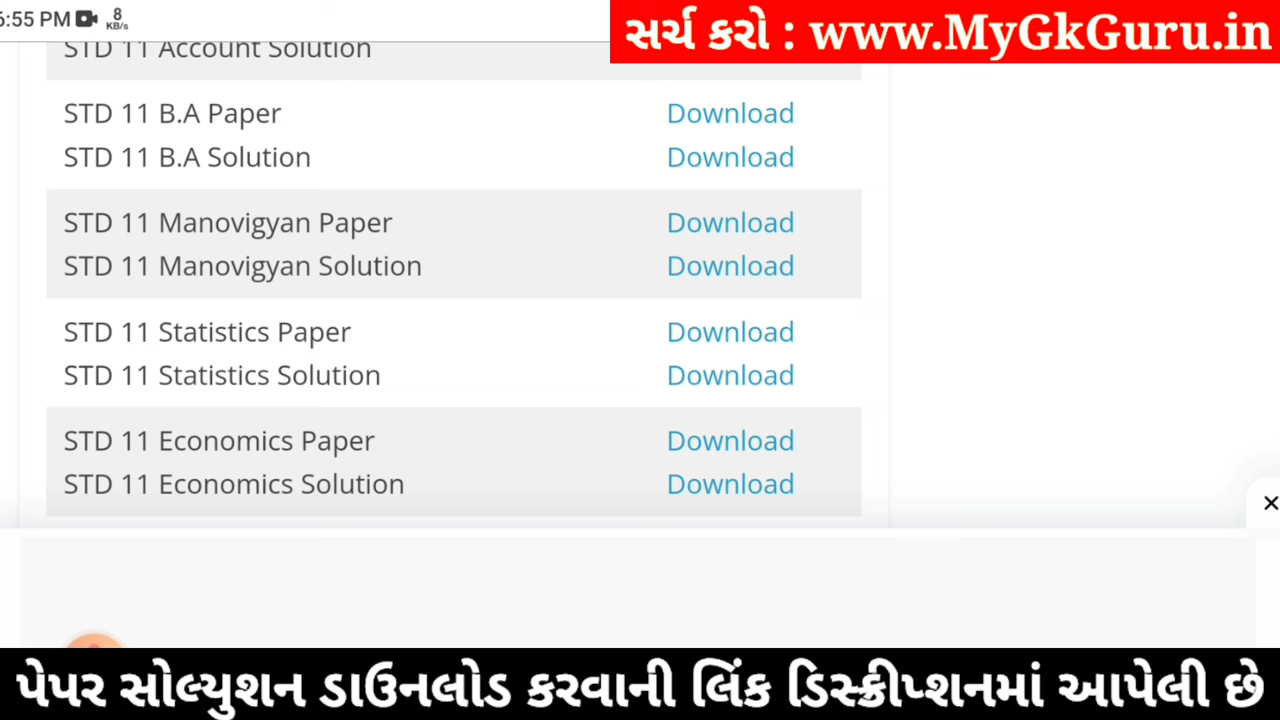 6:55 PM 8 KB/s
સર્ચ કરો : www.MyGkGuru.in
STD 11 Account Solution
STD 11 B.A Paper Download
STD 11 B.A Solution Download
STD 11 Manovigyan Paper Download
STD 11 Manovigyan Solution Download
STD 11 Statistics Paper Download
STD 11 Statistics Solution Download
STD 11 Economics Paper Download
STD 11 Economics Solution Download
પેપર સોલ્યુશન ડાઉનલોડ કરવાની લિંક ડિસ્ક્રીપ્શનમાં આપેલી છે